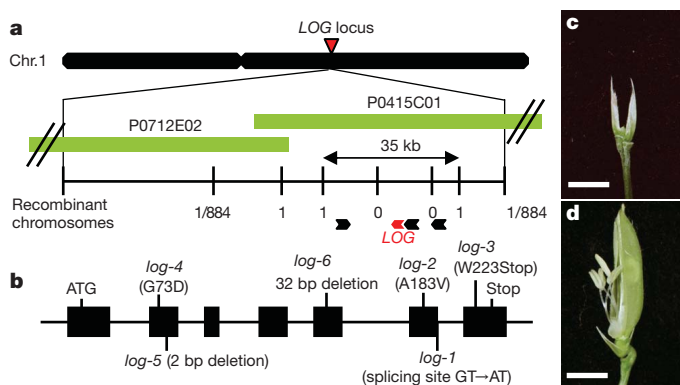 a
LOG locus
Chr.1
P0415C01
P0712E02
35 kb
Recombinant
chromosomes
1/884 1 1 0 0 1 1/884
LOG
b
ATG
log-4
(G73D)
log-5 (2 bp deletion)
log-6
32 bp deletion
log-2
(A183V)
log-3
(W223Stop)
Stop
log-1
(splicing site GT→AT)
c
d